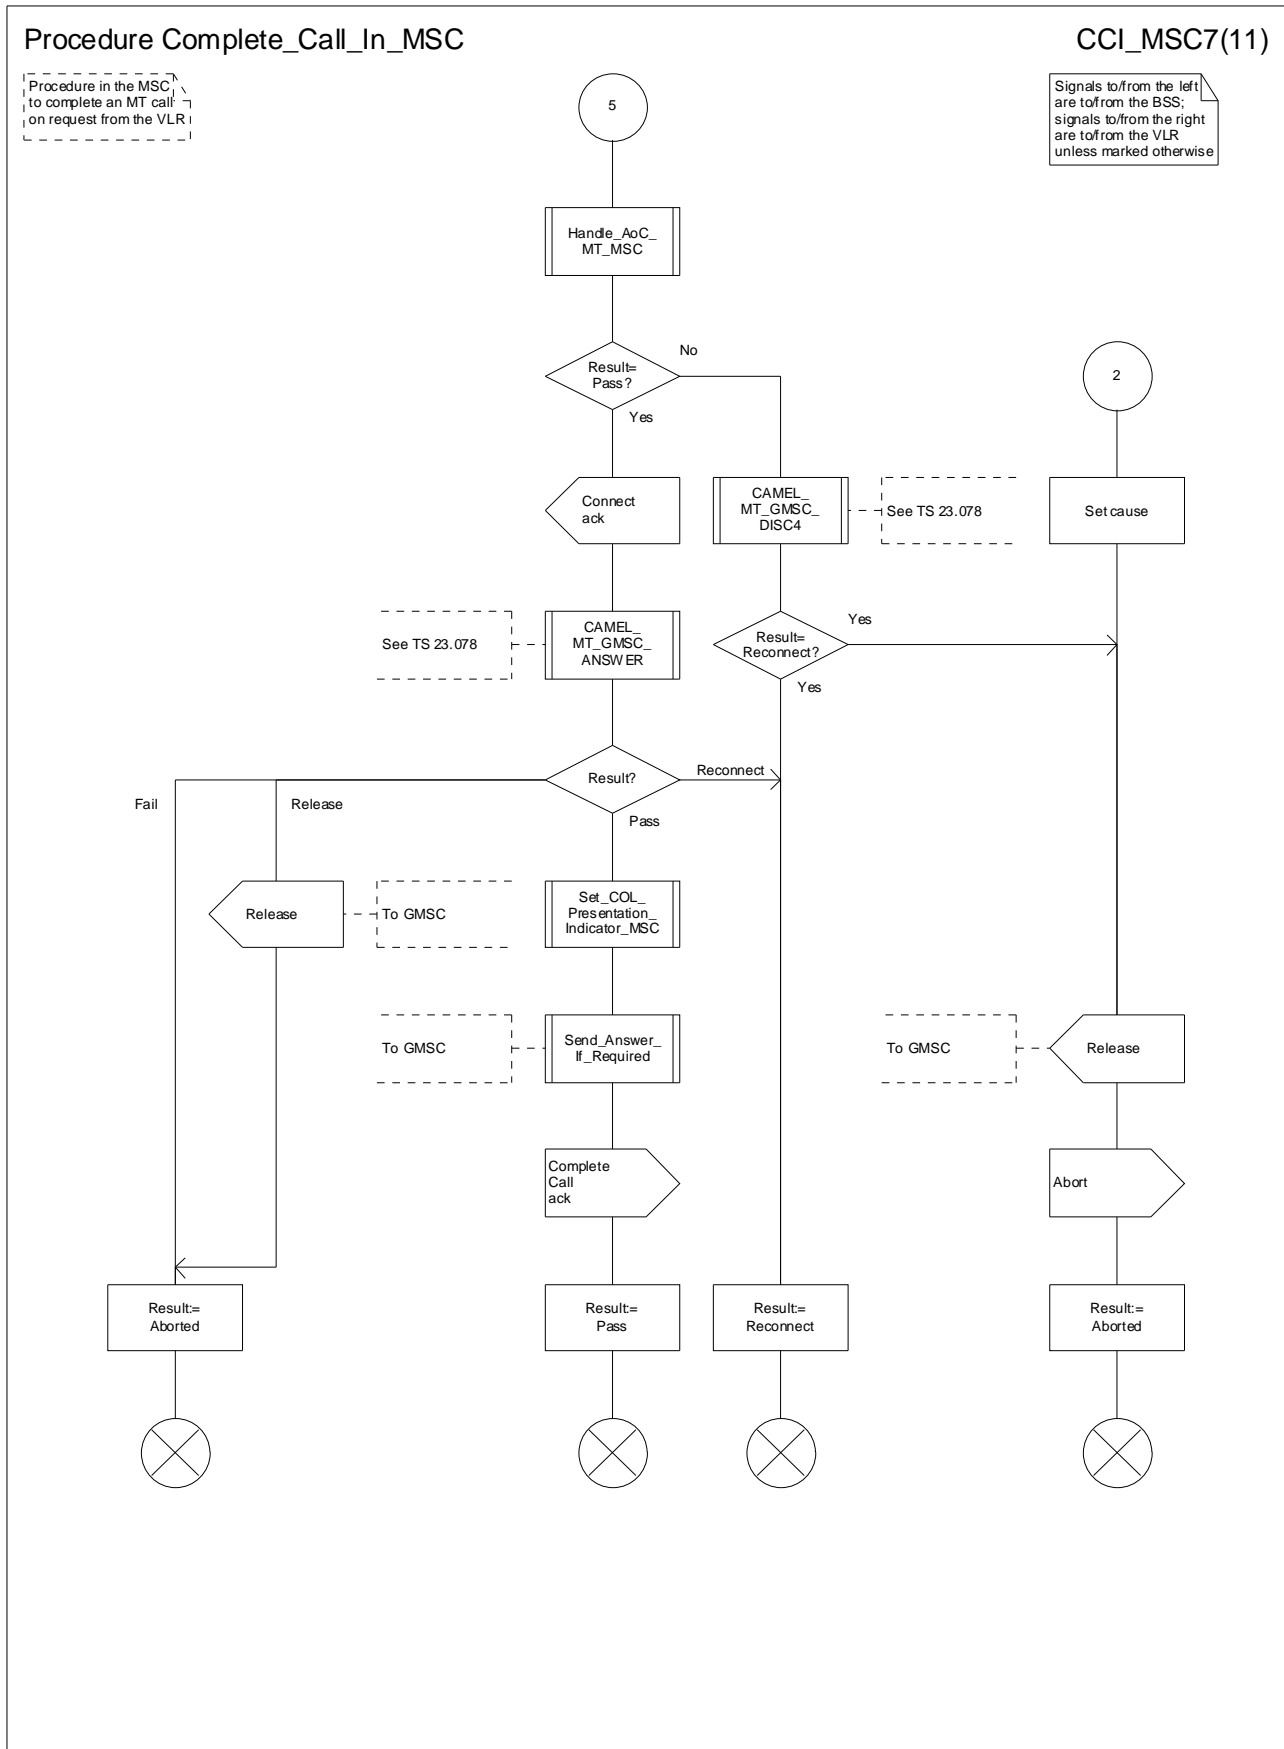 Procedure Complete_Call_In_MSC
CCI_MSC7(11)
Procedure in the MSC
to complete an MT call
on request from the VLR
Signals to/from the left
are to/from the BSS;
signals to/from the right
are to/from the VLR
unless marked otherwise
5
Handle_AoC_
MT_MSC
Result=
Pass?
No
Yes
2
Connect
ack
CAMEL_
MT_GMSC_
DISC4
See TS 23.078
Set cause
See TS 23.078
CAMEL_
MT_GMSC_
ANSWER
Result=
Reconnect?
Yes
Yes
Result?
Reconnect
Fail
Release
Pass
Release
To GMSC
Set_COL_
Presentation_
Indicator_MSC
To GMSC
Send_Answer_
If_Required
To GMSC
Release
Complete
Call
ack
Abort
Result:=
Aborted
Result:=
Pass
Result:=
Reconnect
Result:=
Aborted